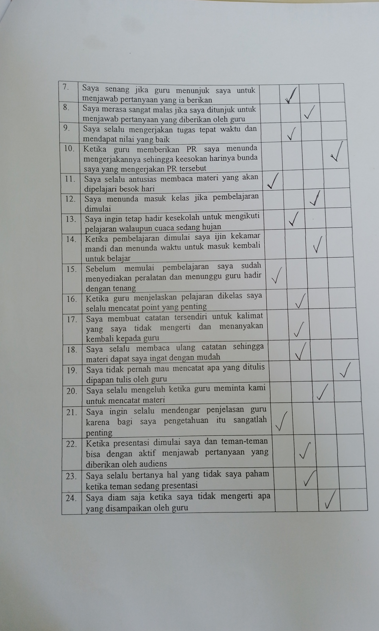 7. Saya senang jika guru menunjuk saya untuk
menjawab pertanyaan yang ia berikan
8. Saya merasa sangat malas jika saya ditunjuk untuk
menjawab pertanyaan yang diberikan oleh guru
9. Saya selalu mengerjakan tugas tepat waktu dan
mendapat nilai yang baik
10. Ketika guru memberikan PR saya menunda
mengerjakannya sehingga keesokan harinya bunda
saya yang mengerjakan PR tersebut
11. Saya selalu antusias membaca materi yang akan
dipelajari besok hari
12. Saya menunda masuk kelas jika pembelajaran
dimulai
13. Saya ingin tetap hadir kesekolah untuk mengikuti
pelajaran walaupun cuaca sedang hujan
14. Ketika pembelajaran dimulai saya ijin kekamar
mandi dan menunda waktu untuk masuk kembali
untuk belajar
15. Sebelum memulai pembelajaran saya sudah
menyediakan peralatan dan menunggu guru hadir
dengan tenang
16. Ketika guru menjelaskan pelajaran dikelas saya
selalu mencatat point yang penting
17. Saya membuat catatan tersendiri untuk kalimat
yang saya tidak mengerti dan menanyakan
kembali kepada guru
18. Saya selalu membaca ulang catatan sehingga
materi dapat saya ingat dengan mudah
19. Saya tidak pernah mau mencatat apa yang ditulis
dipapan tulis oleh guru
20. Saya selalu mengeluh ketika guru meminta kami
untuk mencatat materi
21. Saya ingin selalu mendengar penjelasan guru
karena bagi saya pengetahuan itu sangatlah
penting
22. Ketika presentasi dimulai saya dan teman-teman
bisa dengan aktif menjawab pertanyaan yang
diberikan oleh audiens
23. Saya selalu bertanya hal yang tidak saya paham
ketika teman sedang presentasi
24. Saya diam saja ketika saya tidak mengerti apa
yang disampaikan oleh guru